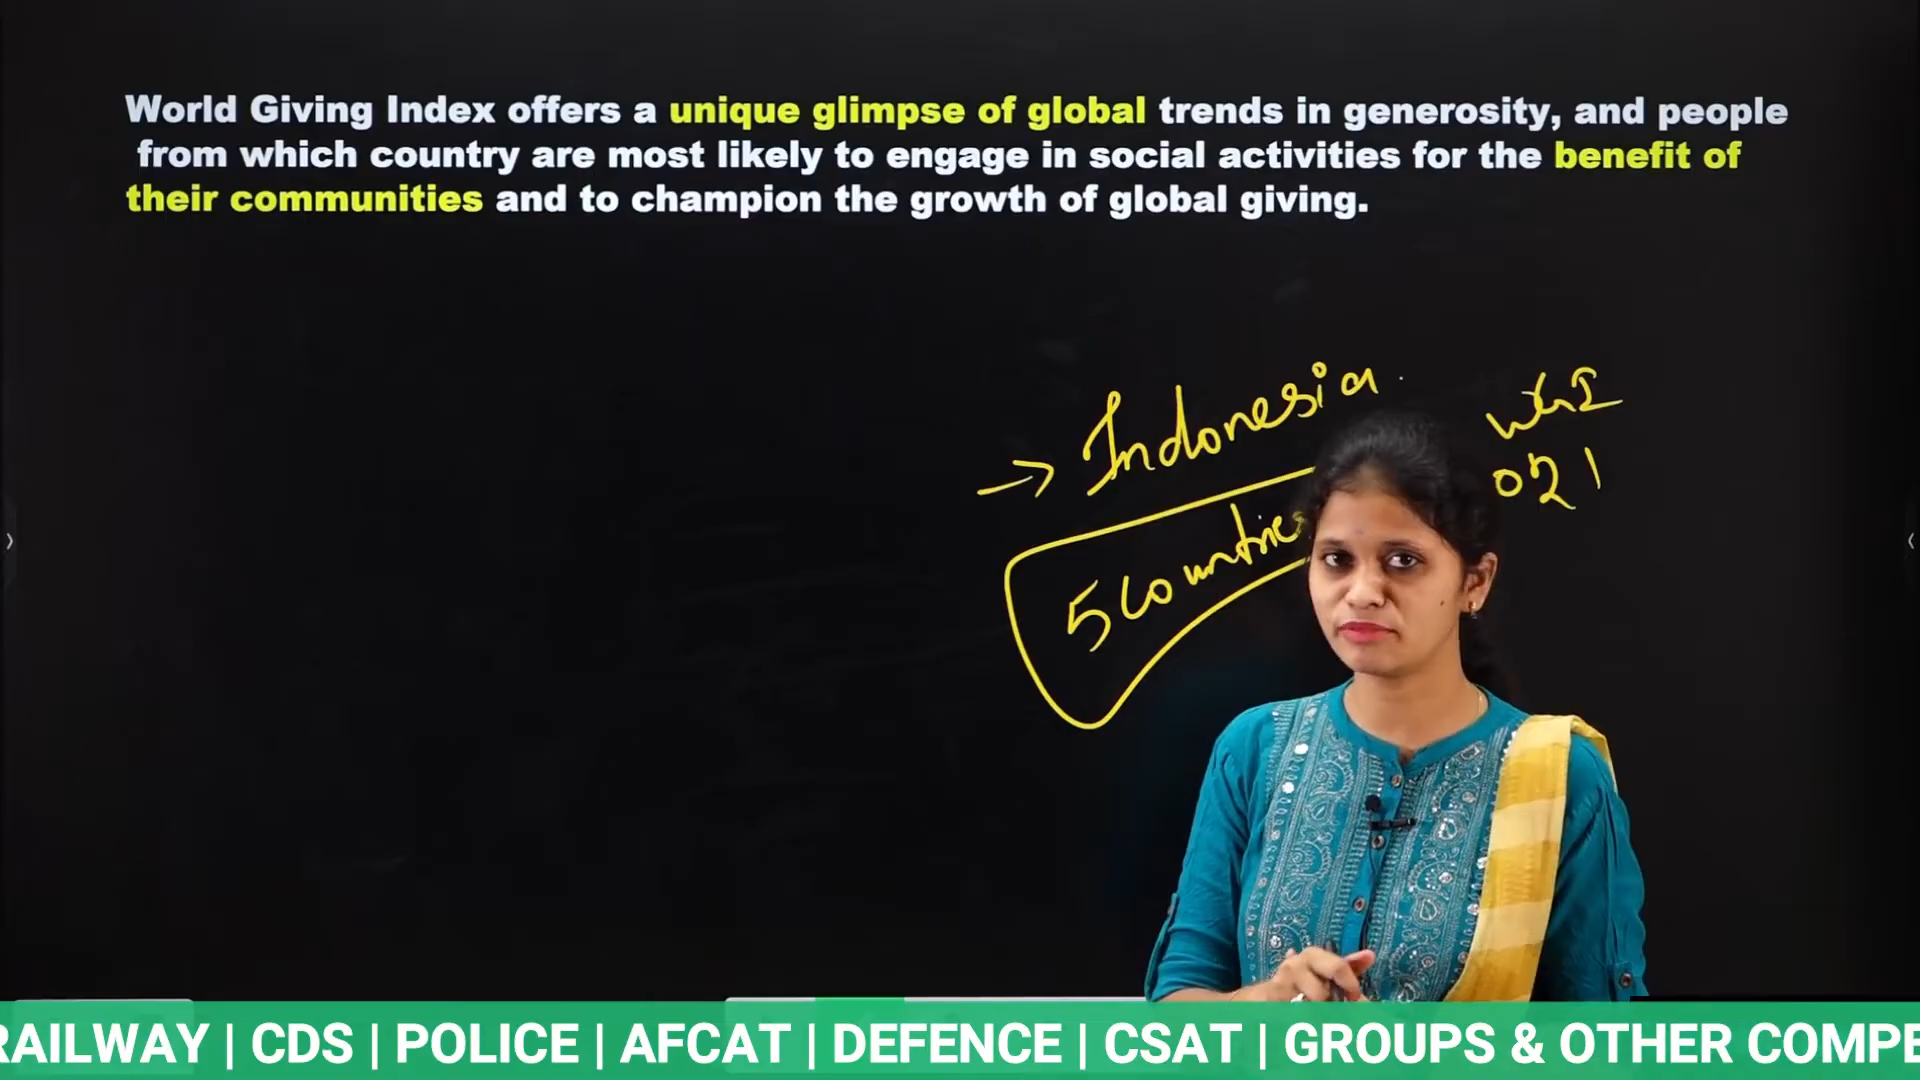 World Giving Index offers a unique glimpse of global trends in generosity, and people
from which country are most likely to engage in social activities for the benefit of
their communities and to champion the growth of global giving.
→ Indonesia
WGI
021
5 Countries
RAILWAY | CDS | POLICE | AFCAT | DEFENCE | CSAT | GROUPS & OTHER COMPE